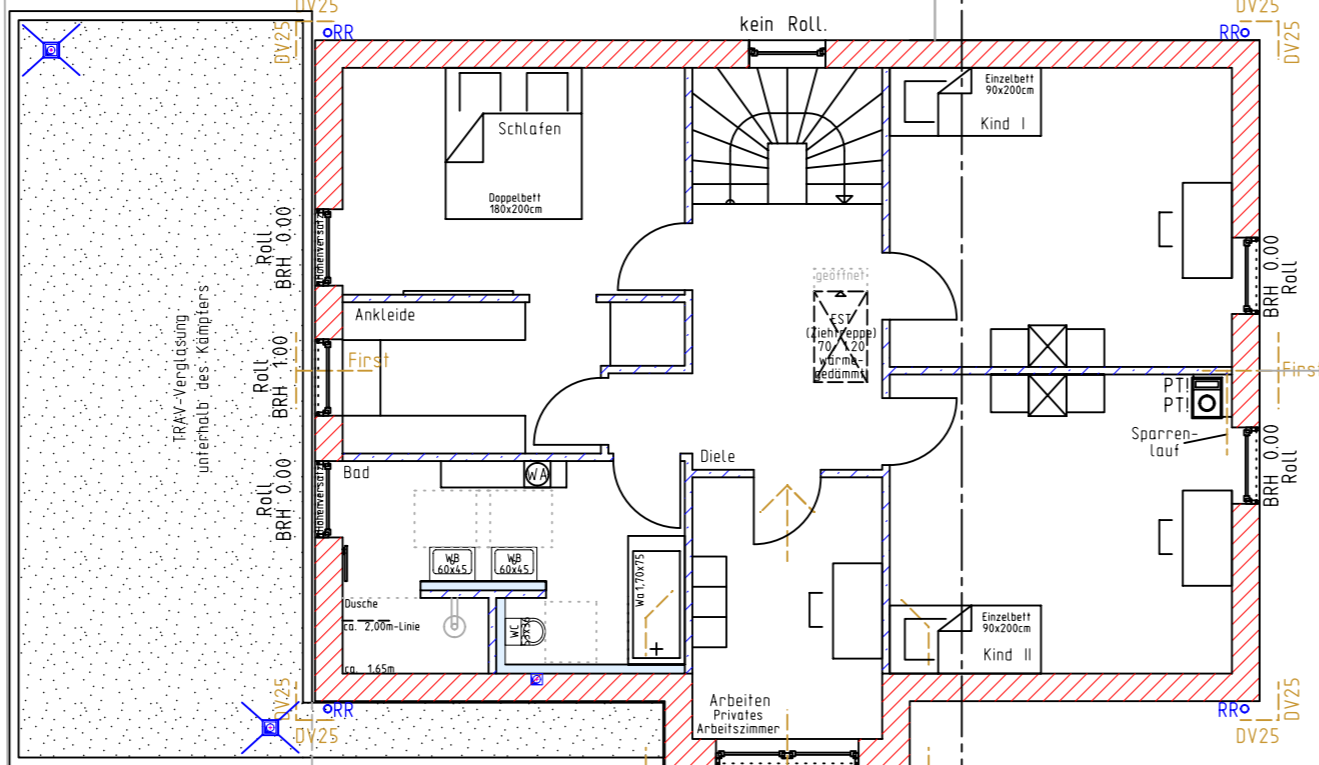 DV25
DV25
RR
kein Roll.
DV25
DV25
RR
Schlafen
Doppelbett
180x200cm
Einzelbett
90x200cm
Kind I
Roll
BRH 0.00
Höhenversatz
geöffnet
EST
(Ziehtreppe)
70 x 120
wärme-
gedämmt
BRH 0.00
Roll
Ankleide
First
Roll
BRH 1.00
TRAV-Verglasung
unterhalb des Kämpfers
First
PT!
PT!
Sparren-
lauf
Diele
Bad
WA
Roll
BRH 0.00
Höhenversatz
BRH 0.00
Roll
WB
60x45
WB
60x45
Wa 1,70x75
Dusche
ca. 2,00m-Linie
WC
ca. 1.65m
Einzelbett
90x200cm
Kind II
Arbeiten
Privates
Arbeitszimmer
DV25
DV25
RR
RR
DV25
DV25